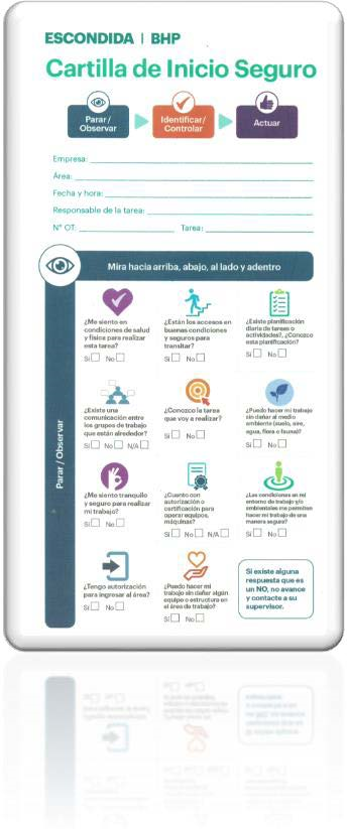 ESCONDIDA | BHP
Cartilla de Inicio Seguro
Parar/
Observar
Identificar/
Controlar
Actuar
Empresa:
Área:
Fecha y hora:
Responsable de la tarea:
N° OT:
Tarea:
Mira hacia arriba, abajo, al lado y adentro
Parar / Observar
¿Me siento en
condiciones de salud
y físico para realizar
esta tarea?
Sí No
¿Están los accesos en
buenas condiciones
y seguros para
transitar?
Sí No
¿Existe planificación
diaria de tareas o
actividades?, ¿Conozco
esta planificación?
Sí No
¿Existe una
comunicación entre
los grupos de trabajo
que están alrededor?
Sí No N/A
¿Conozco la tarea
que voy a realizar?
Sí No
¿Puedo hacer mi trabajo
sin dañar al medio
ambiente (suelo, aire,
agua, flora o fauna)?
Sí No
¿Me siento tranquilo
y seguro para realizar
mi trabajo?
Sí No
¿Cuento con
autorización o
certificación para
operar equipos,
máquinas?
Sí No N/A
¿Las condiciones en mi
entorno de trabajo y/o
ambientales me permiten
hacer mi trabajo de una
manera segura?
Sí No
¿Tengo autorización
para ingresar al área?
Sí No
¿Puedo hacer mi
trabajo sin dañar algún
equipo o estructura en
el área de trabajo?
Sí No
Si existe alguna
respuesta que es
un NO, no avance
y contacte a su
supervisor.